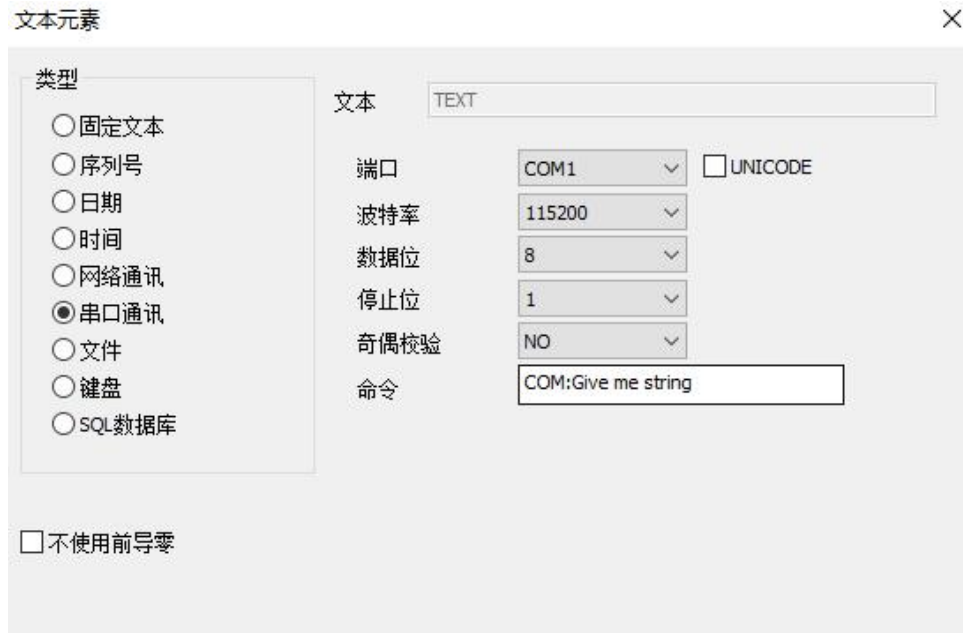 文本元素
类型
固定文本
序列号
日期
时间
网络通讯
串口通讯
文件
键盘
SQL数据库
文本 TEXT
端口 COM1 UNICODE
波特率 115200
数据位 8
停止位 1
奇偶校验 NO
命令 COM:Give me string
不使用前导零